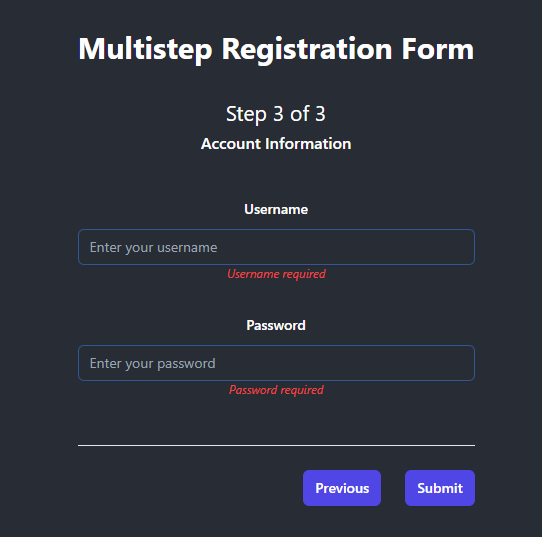 Multistep Registration Form
Step 3 of 3
Account Information
Username
Enter your username
Username required
Password
Enter your password
Password required
Previous Submit